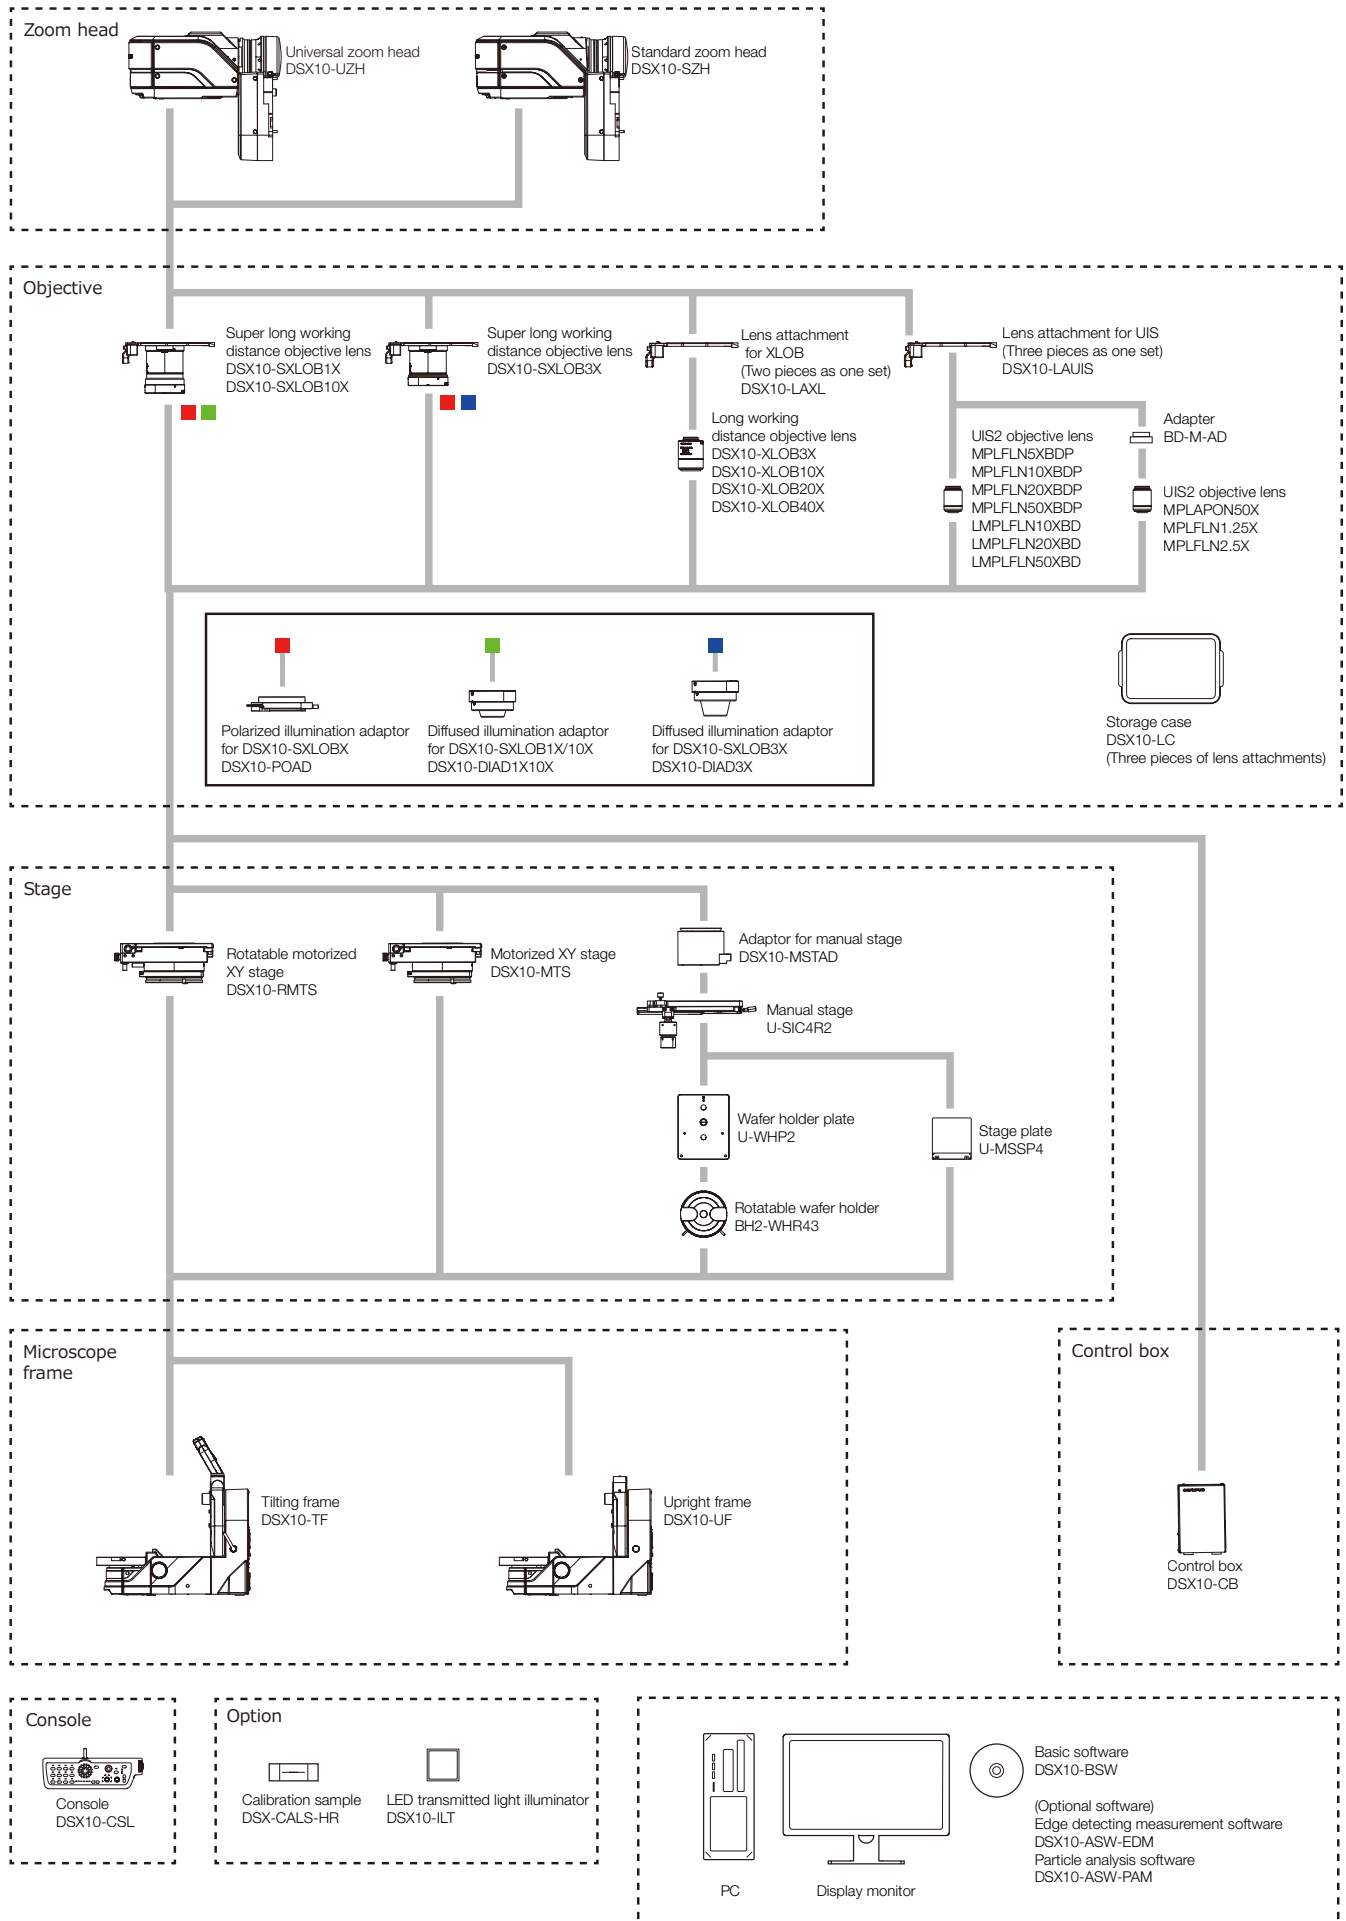 Zoom head
Universal zoom head
DSX10-UZH
Standard zoom head
DSX10-SZH
Objective
Super long working
distance objective lens
DSX10-SXLOB1X
DSX10-SXLOB10X
Super long working
distance objective lens
DSX10-SXLOB3X
Lens attachment
for XLOB
(Two pieces as one set)
DSX10-LAXL
Lens attachment for UIS
(Three pieces as one set)
DSX10-LAUIS
Long working
distance objective lens
DSX10-XLOB3X
DSX10-XLOB10X
DSX10-XLOB20X
DSX10-XLOB40X
UIS2 objective lens
MPLFLN5XBDP
MPLFLN10XBDP
MPLFLN20XBDP
MPLFLN50XBDP
LMPLFLN10XBD
LMPLFLN20XBD
LMPLFLN50XBD
Adapter
BD-M-AD
UIS2 objective lens
MPLAPON50X
MPLFLN1.25X
MPLFLN2.5X
Polarized illumination adaptor
for DSX10-SXLOBX
DSX10-POAD
Diffused illumination adaptor
for DSX10-SXLOB1X/10X
DSX10-DIAD1X10X
Diffused illumination adaptor
for DSX10-SXLOB3X
DSX10-DIAD3X
Storage case
DSX10-LC
(Three pieces of lens attachments)
Stage
Rotatable motorized
XY stage
DSX10-RMTS
Motorized XY stage
DSX10-MTS
Adaptor for manual stage
DSX10-MSTAD
Manual stage
U-SIC4R2
Wafer holder plate
U-WHP2
Stage plate
U-MSSP4
Rotatable wafer holder
BH2-WHR43
Microscope
frame
Tilting frame
DSX10-TF
Upright frame
DSX10-UF
Control box
OLYMPUS
Control box
DSX10-CB
Console
Console
DSX10-CSL
Option
Calibration sample
DSX-CALS-HR
LED transmitted light illuminator
DSX10-ILT
PC
Display monitor
Basic software
DSX10-BSW
(Optional software)
Edge detecting measurement software
DSX10-ASW-EDM
Particle analysis software
DSX10-ASW-PAM